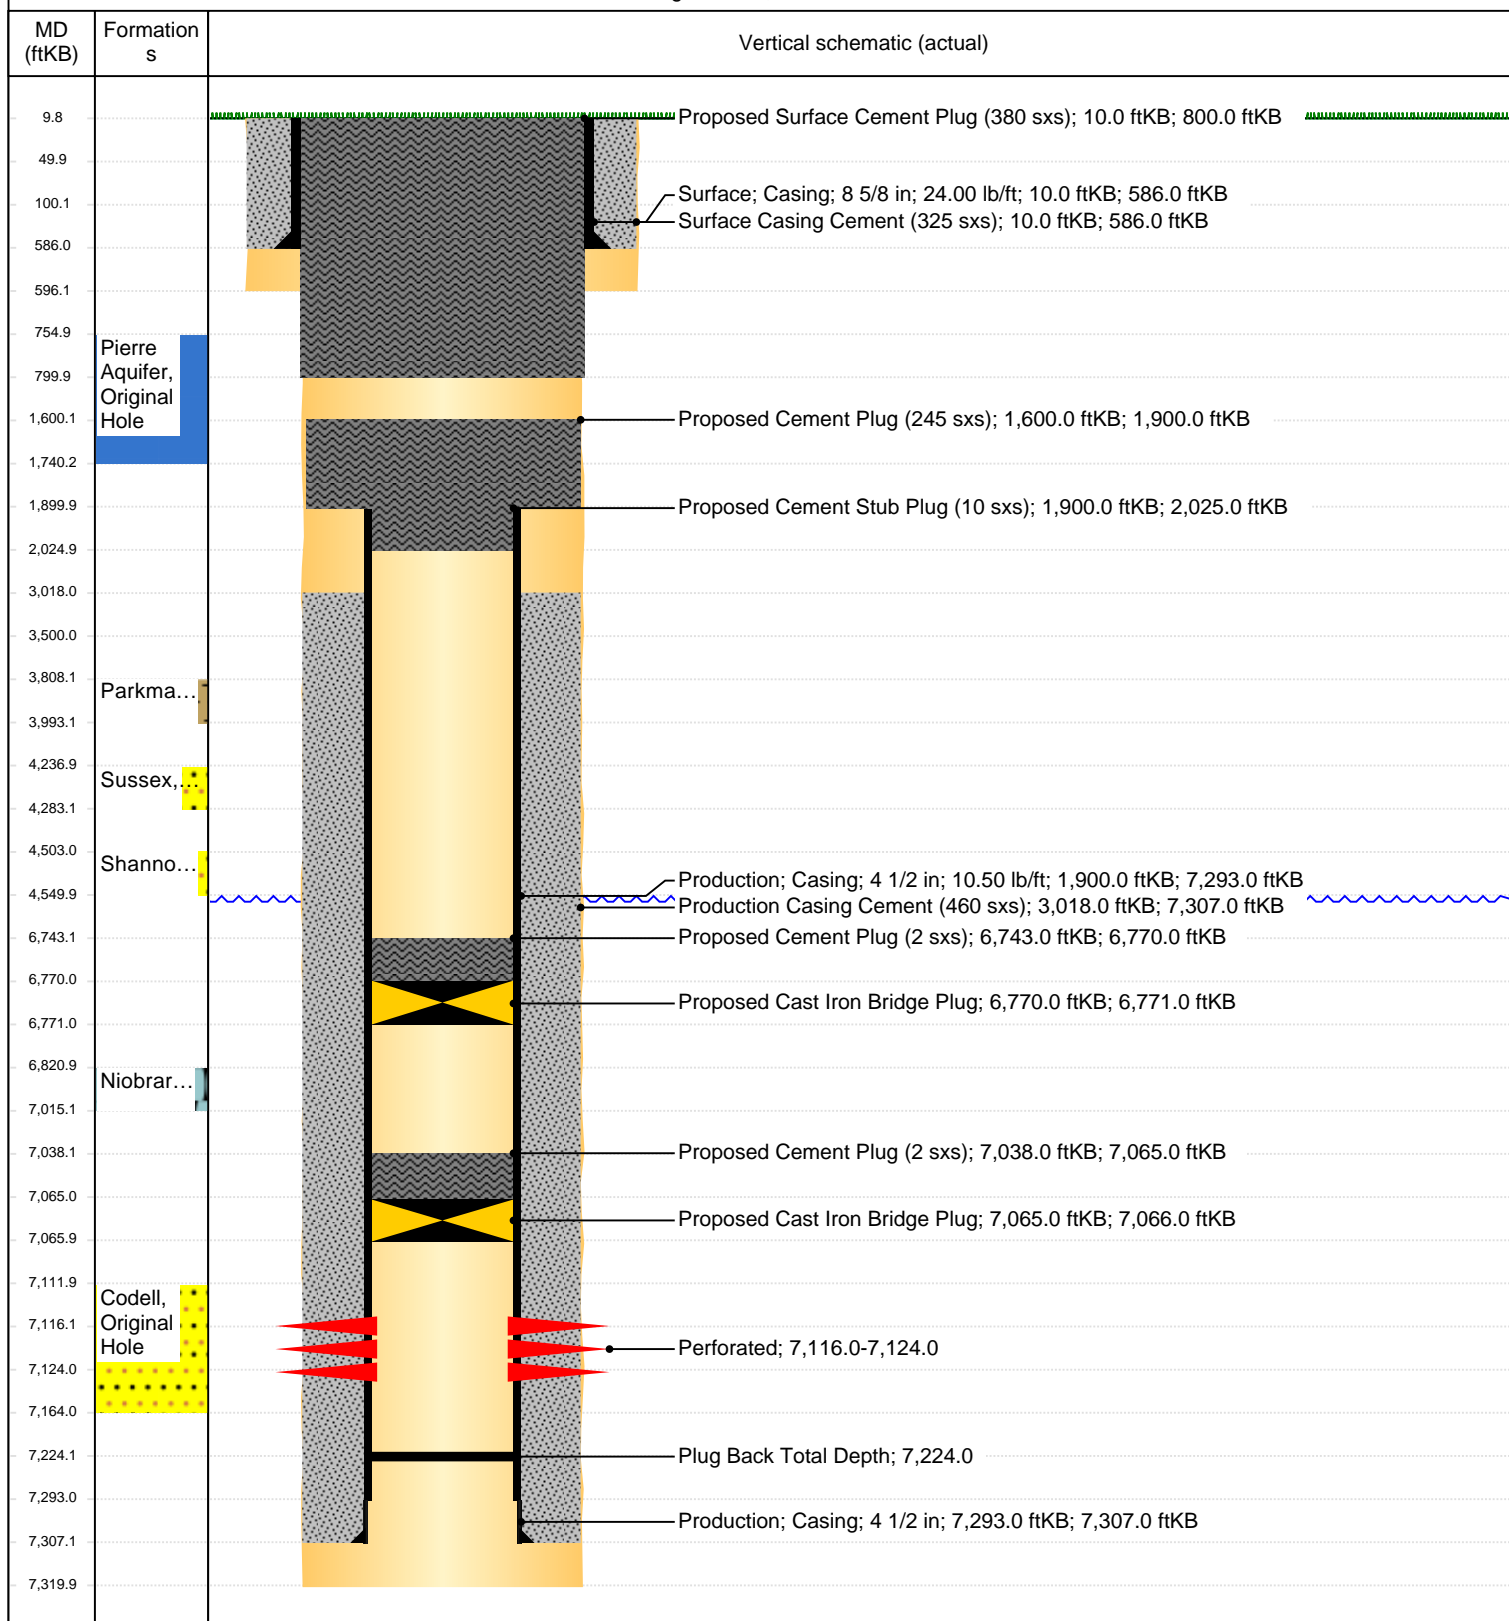 MD
(ftKB)
Formation
s
Vertical schematic (actual)
9.8
Proposed Surface Cement Plug (380 sxs); 10.0 ftKB; 800.0 ftKB
49.9
Surface; Casing; 8 5/8 in; 24.00 lb/ft; 10.0 ftKB; 586.0 ftKB
100.1
Surface Casing Cement (325 sxs); 10.0 ftKB; 586.0 ftKB
586.0
596.1
754.9
Pierre
Aquifer,
Original
Hole
799.9
1,600.1
Proposed Cement Plug (245 sxs); 1,600.0 ftKB; 1,900.0 ftKB
1,740.2
1,899.9
Proposed Cement Stub Plug (10 sxs); 1,900.0 ftKB; 2,025.0 ftKB
2,024.9
3,018.0
3,500.0
3,808.1
Parkma…
3,993.1
4,236.9
Sussex,…
4,283.1
4,503.0
Shanno…
Production; Casing; 4 1/2 in; 10.50 lb/ft; 1,900.0 ftKB; 7,293.0 ftKB
4,549.9
Production Casing Cement (460 sxs); 3,018.0 ftKB; 7,307.0 ftKB
6,743.1
Proposed Cement Plug (2 sxs); 6,743.0 ftKB; 6,770.0 ftKB
6,770.0
Proposed Cast Iron Bridge Plug; 6,770.0 ftKB; 6,771.0 ftKB
6,771.0
6,820.9
Niobrar…
7,015.1
7,038.1
Proposed Cement Plug (2 sxs); 7,038.0 ftKB; 7,065.0 ftKB
7,065.0
Proposed Cast Iron Bridge Plug; 7,065.0 ftKB; 7,066.0 ftKB
7,065.9
7,111.9
Codell,
Original
Hole
7,116.1
Perforated; 7,116.0-7,124.0
7,124.0
7,164.0
7,224.1
Plug Back Total Depth; 7,224.0
7,293.0
Production; Casing; 4 1/2 in; 7,293.0 ftKB; 7,307.0 ftKB
7,307.1
7,319.9